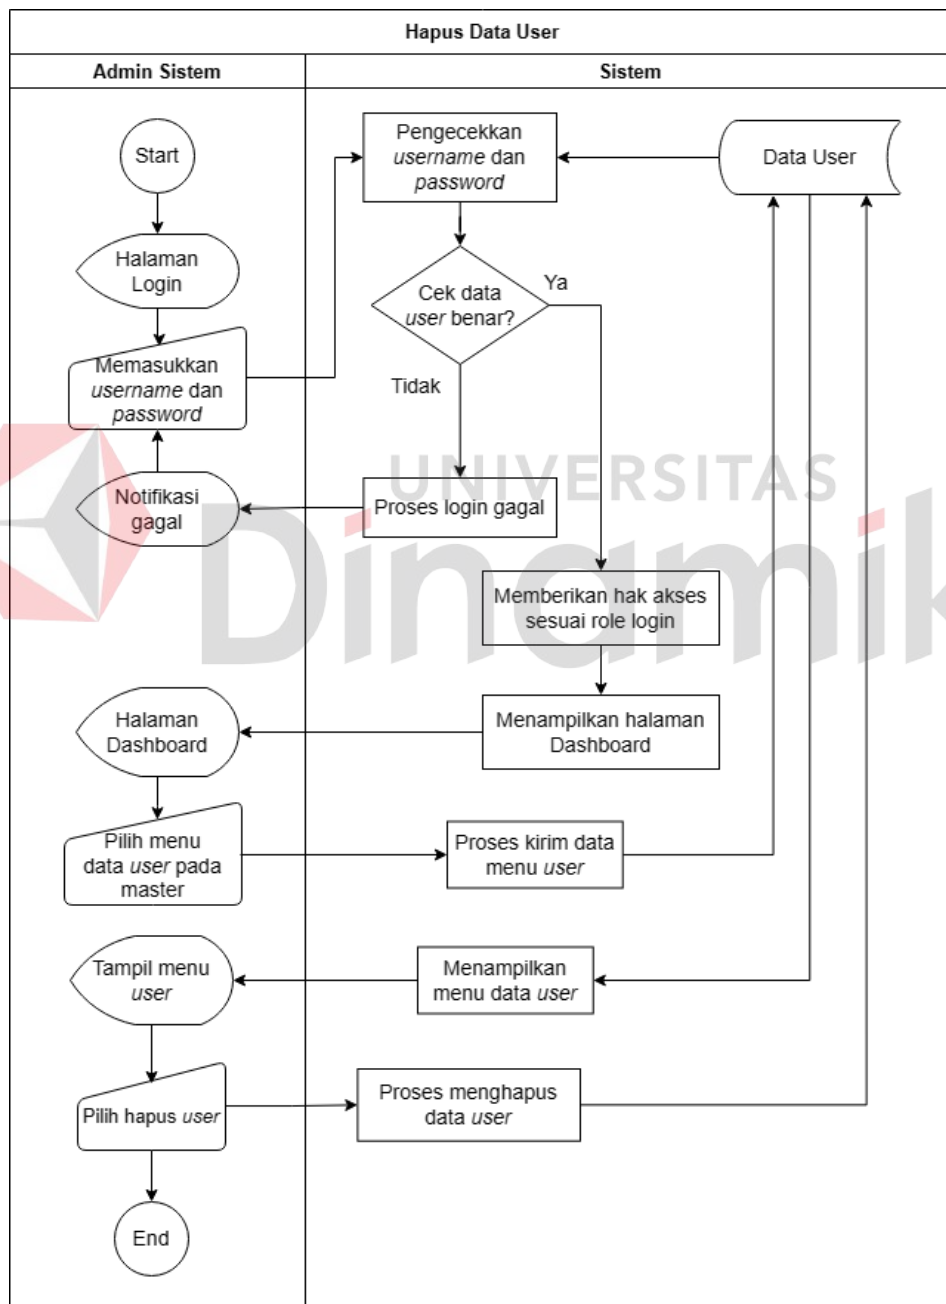 Hapus Data User
Admin Sistem
Sistem
Start
Pengecekkan
username dan
password
Data User
Halaman
Login
Cek data
user benar?
Ya
Memasukkan
username dan
password
Tidak
UNIVERSITAS
Dinamik
Notifikasi
gagal
Proses login gagal
Memberikan hak akses
sesuai role login
Halaman
Dashboard
Menampilkan halaman
Dashboard
Pilih menu
data user pada
master
Proses kirim data
menu user
Tampil menu
user
Menampilkan
menu data user
Pilih hapus user
Proses menghapus
data user
End